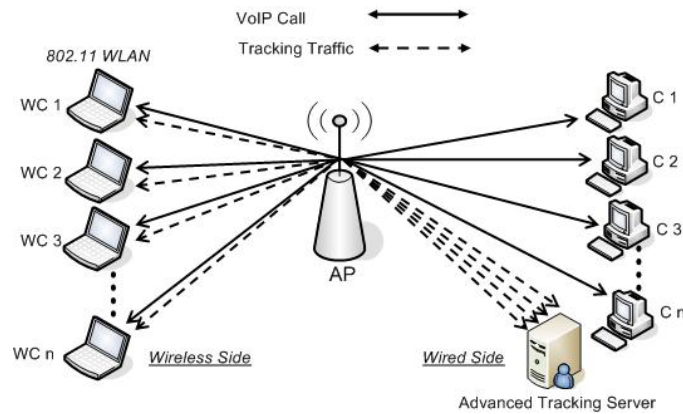 VoIP Call
Tracking Traffic
802.11 WLAN
WC 1
C 1
WC 2
C 2
WC 3
C 3
AP
WC n
C n
Wireless Side
Wired Side
Advanced Tracking Server